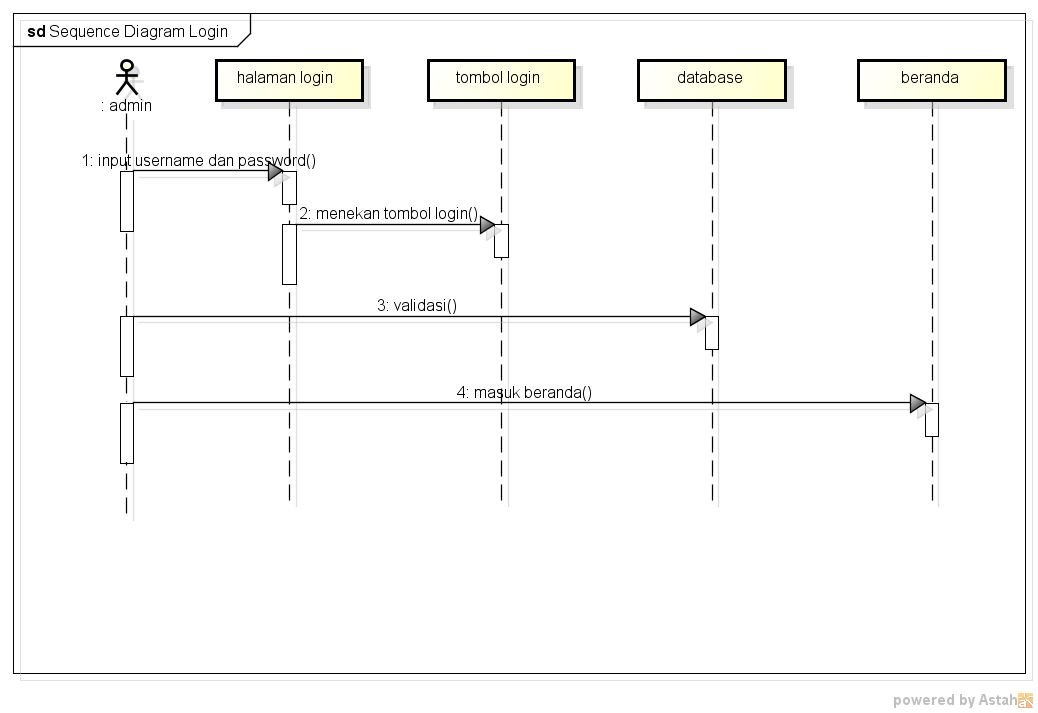 sd Sequence Diagram Login
: admin
halaman login
tombol login
database
beranda
1: input username dan password()
2: menekan tombol login()
3: validasi()
4: masuk beranda()
powered by Astah